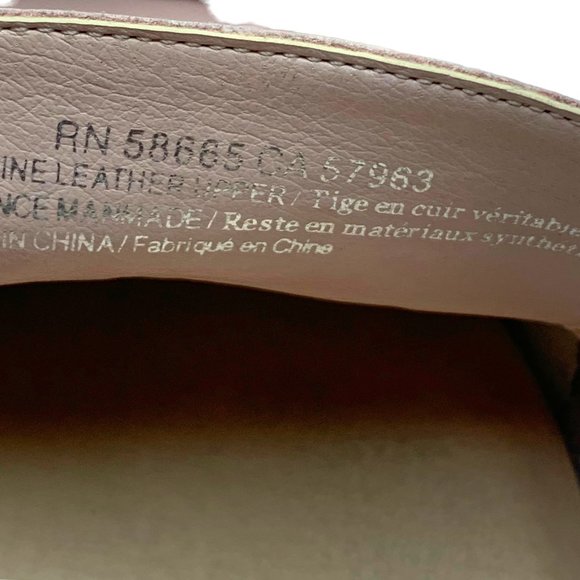 RN 58665 CA 57963
INE LEATHER UPPER / Tige en cuir véritable
NCE MANMADE / Reste en matériaux synthét
IN CHINA / Fabriqué en Chine